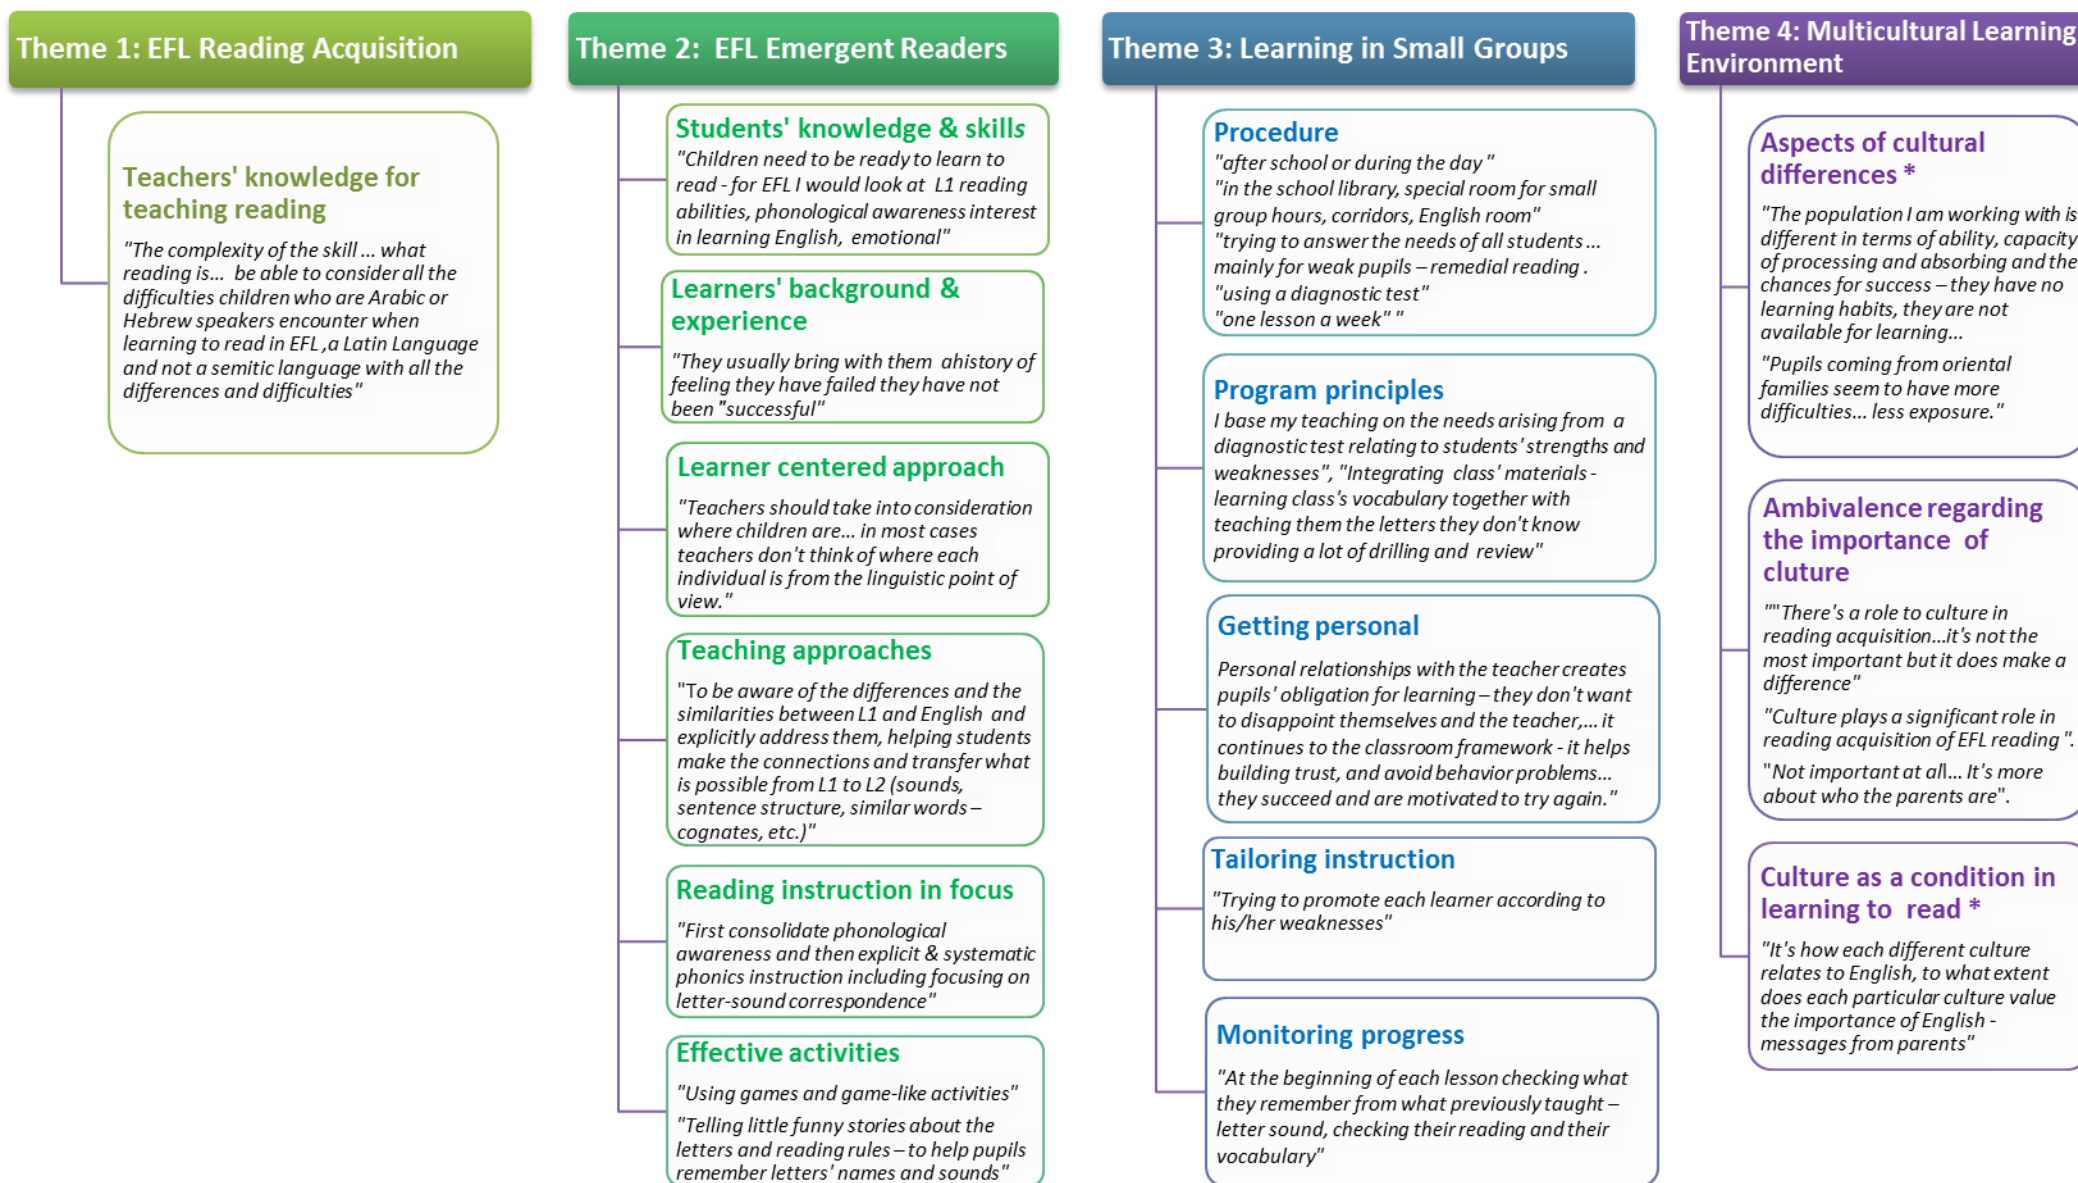 Theme 1: EFL Reading Acquisition
Teachers' knowledge for
teaching reading
"The complexity of the skill ... what
reading is... be able to consider all the
difficulties children who are Arabic or
Hebrew speakers encounter when
learning to read in EFL ,a Latin Language
and not a semitic language with all the
differences and difficulties"
Theme 2: EFL Emergent Readers
Students' knowledge & skills
"Children need to be ready to learn to
read - for EFL I would look at L1 reading
abilities, phonological awareness interest
in learning English, emotional"
Learners' background &
experience
"They usually bring with them ahistory of
feeling they have failed they have not
been "successful"
Learner centered approach
"Teachers should take into consideration
where children are... in most cases
teachers don't think of where each
individual is from the linguistic point of
view."
Teaching approaches
"To be aware of the differences and the
similarities between L1 and English and
explicitly address them, helping students
make the connections and transfer what
is possible from L1 to L2 (sounds,
sentence structure, similar words –
cognates, etc.)"
Reading instruction in focus
"First consolidate phonological
awareness and then explicit & systematic
phonics instruction including focusing on
letter-sound correspondence"
Effective activities
"Using games and game-like activities"
"Telling little funny stories about the
letters and reading rules – to help pupils
remember letters' names and sounds"
Theme 3: Learning in Small Groups
Procedure
"after school or during the day "
"in the school library, special room for small
group hours, corridors, English room"
"trying to answer the needs of all students ...
mainly for weak pupils – remedial reading .
"using a diagnostic test"
"one lesson a week" "
Program principles
I base my teaching on the needs arising from a
diagnostic test relating to students' strengths and
weaknesses", "Integrating class' materials -
learning class's vocabulary together with
teaching them the letters they don't know
providing a lot of drilling and review"
Getting personal
Personal relationships with the teacher creates
pupils' obligation for learning – they don't want
to disappoint themselves and the teacher,... it
continues to the classroom framework - it helps
building trust, and avoid behavior problems...
they succeed and are motivated to try again."
Tailoring instruction
"Trying to promote each learner according to
his/her weaknesses"
Monitoring progress
"At the beginning of each lesson checking what
they remember from what previously taught –
letter sound, checking their reading and their
vocabulary"
Theme 4: Multicultural Learning
Environment
Aspects of cultural
differences *
"The population I am working with is
different in terms of ability, capacity
of processing and absorbing and the
chances for success – they have no
learning habits, they are not
available for learning...
"Pupils coming from oriental
families seem to have more
difficulties... less exposure."
Ambivalence regarding
the importance of
cluture
""There's a role to culture in
reading acquisition...it's not the
most important but it does make a
difference"
"Culture plays a significant role in
reading acquisition of EFL reading ".
"Not important at all... It's more
about who the parents are".
Culture as a condition in
learning to read *
"It's how each different culture
relates to English, to what extent
does each particular culture value
the importance of English -
messages from parents"